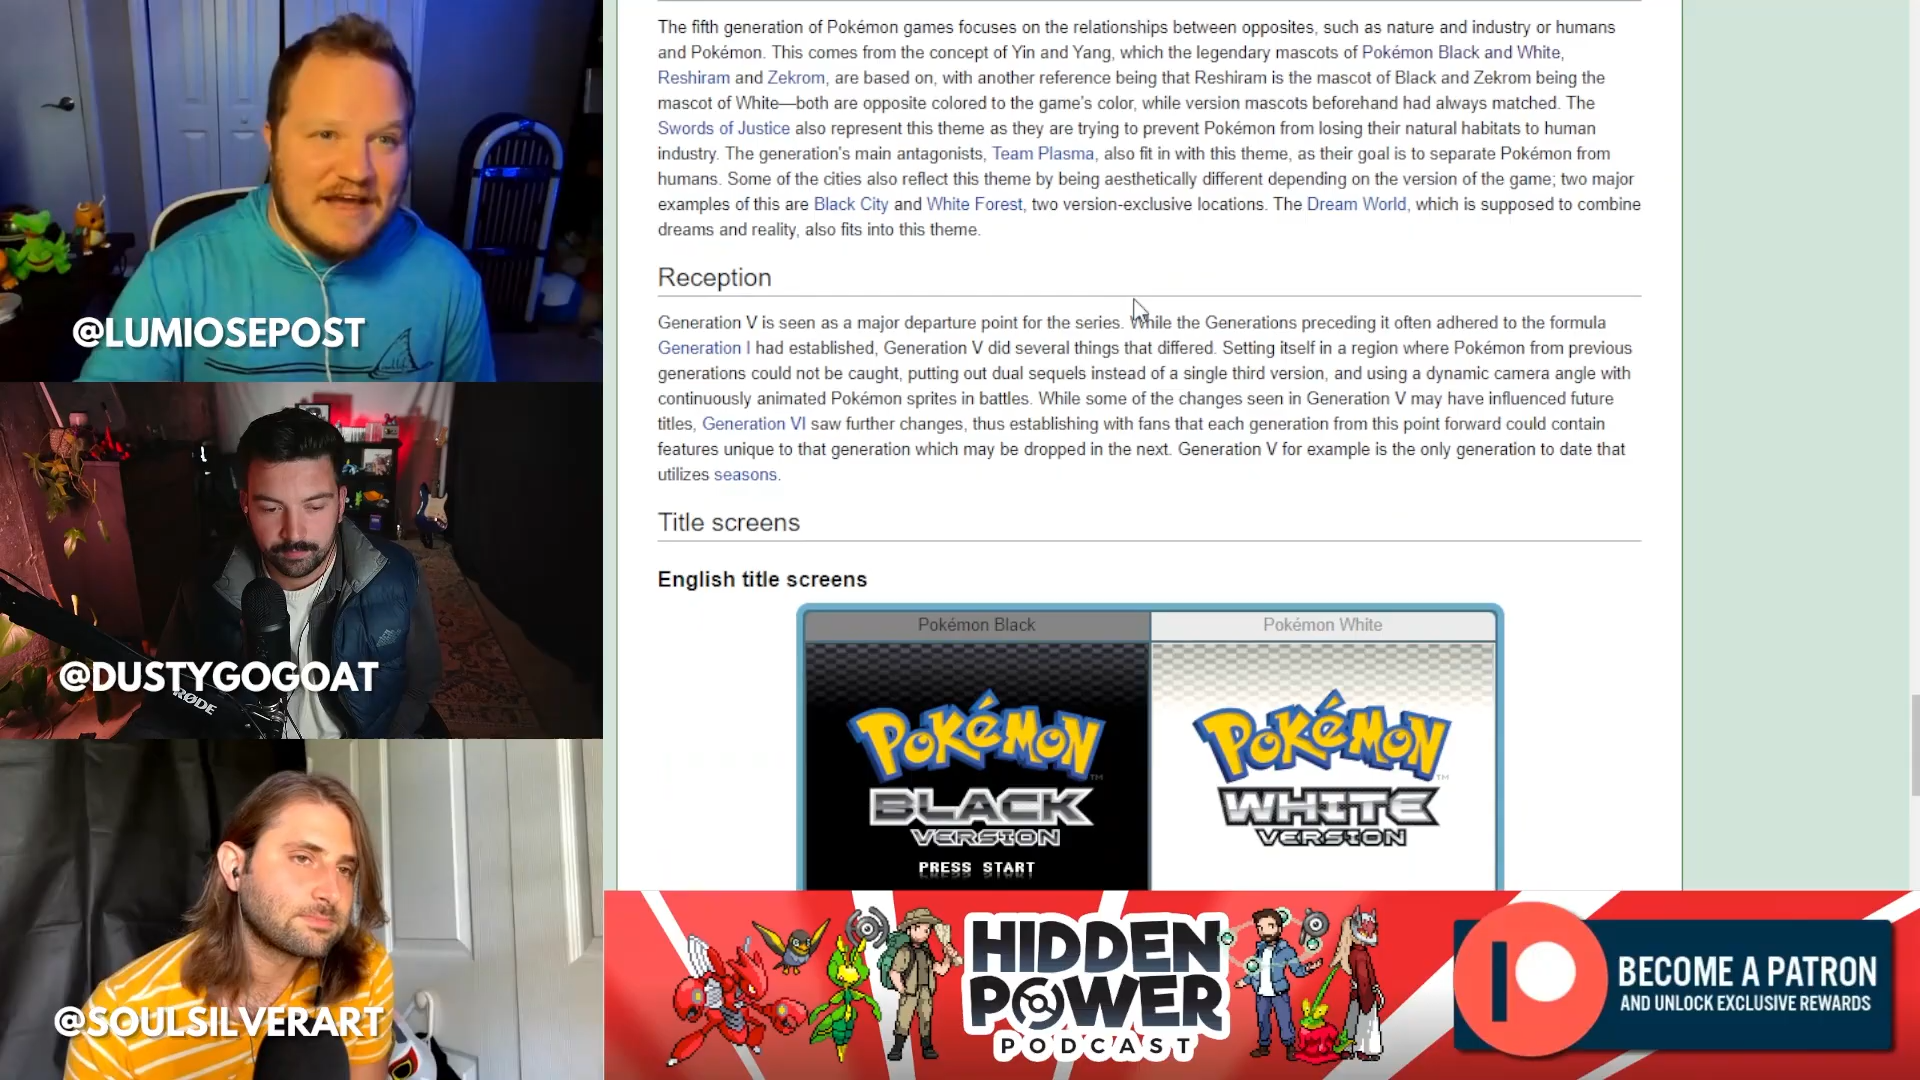 @LUMIOSEPOST
RØDE
@DUSTYGOGOAT
@SOULSILVERART
The fifth generation of Pokémon games focuses on the relationships between opposites, such as nature and industry or humans
and Pokémon. This comes from the concept of Yin and Yang, which the legendary mascots of Pokémon Black and White,
Reshiram and Zekrom, are based on, with another reference being that Reshiram is the mascot of Black and Zekrom being the
mascot of White—both are opposite colored to the game's color, while version mascots beforehand had always matched. The
Swords of Justice also represent this theme as they are trying to prevent Pokémon from losing their natural habitats to human
industry. The generation's main antagonists, Team Plasma, also fit in with this theme, as their goal is to separate Pokémon from
humans. Some of the cities also reflect this theme by being aesthetically different depending on the version of the game; two major
examples of this are Black City and White Forest, two version-exclusive locations. The Dream World, which is supposed to combine
dreams and reality, also fits into this theme.
Reception
Generation V is seen as a major departure point for the series. While the Generations preceding it often adhered to the formula
Generation I had established, Generation V did several things that differed. Setting itself in a region where Pokémon from previous
generations could not be caught, putting out dual sequels instead of a single third version, and using a dynamic camera angle with
continuously animated Pokémon sprites in battles. While some of the changes seen in Generation V may have influenced future
titles, Generation VI saw further changes, thus establishing with fans that each generation from this point forward could contain
features unique to that generation which may be dropped in the next. Generation V for example is the only generation to date that
utilizes seasons.
Title screens
English title screens
Pokémon Black
Pokémon White
POKéMON
BLACK
VERSION
PRESS START
POKéMON
WHITE
VERSION
HIDDEN
POWER
PODCAST
BECOME A PATRON
AND UNLOCK EXCLUSIVE REWARDS